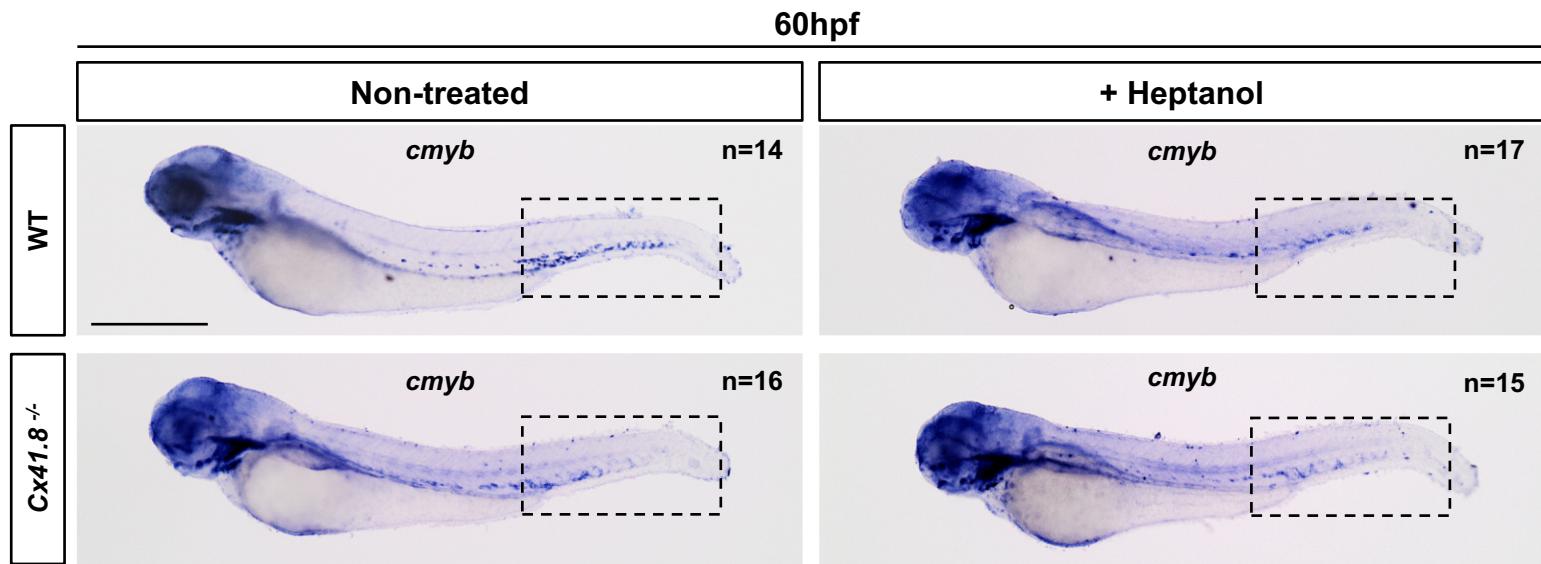 60hpf
Non-treated
+ Heptanol
WT
cmyb
n=14
cmyb
n=17
Cx41.8 -/-
cmyb
n=16
cmyb
n=15